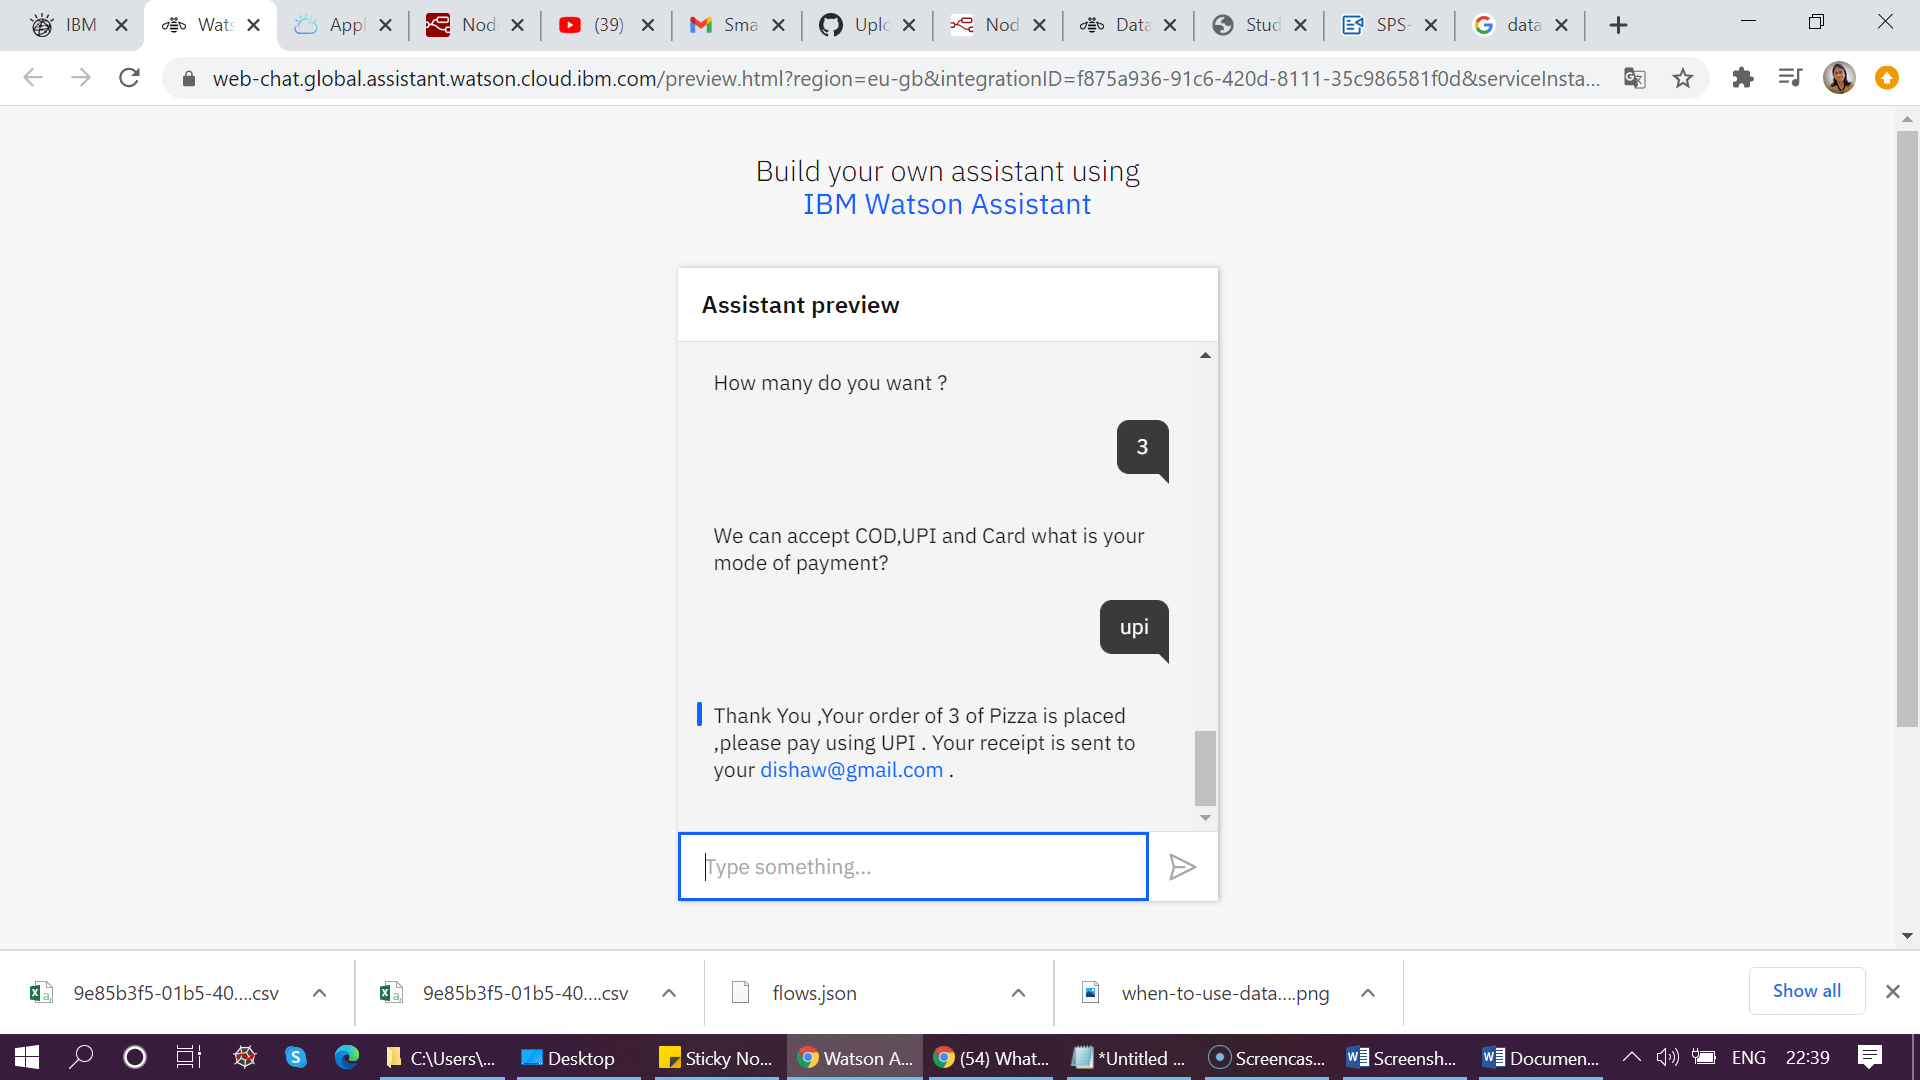 IBM
Wats
Appl
Nod
(39)
Sma
Uplo
Nod
Data
Stud
SPS-
data
web-chat.global.assistant.watson.cloud.ibm.com/preview.html?region=eu-gb&integrationID=f875a936-91c6-420d-8111-35c986581f0d&serviceInsta...
Build your own assistant using
IBM Watson Assistant
Assistant preview
How many do you want ?
3
We can accept COD,UPI and Card what is your
mode of payment?
upi
Thank You ,Your order of 3 of Pizza is placed
,please pay using UPI . Your receipt is sent to
your dishaw@gmail.com .
Type something...
9e85b3f5-01b5-40....csv
9e85b3f5-01b5-40....csv
flows.json
when-to-use-data....png
Show all
C:\Users\...
Desktop
Sticky No...
Watson A...
(54) What...
*Untitled ...
Screencas...
Screensh...
Documen...
ENG
22:39